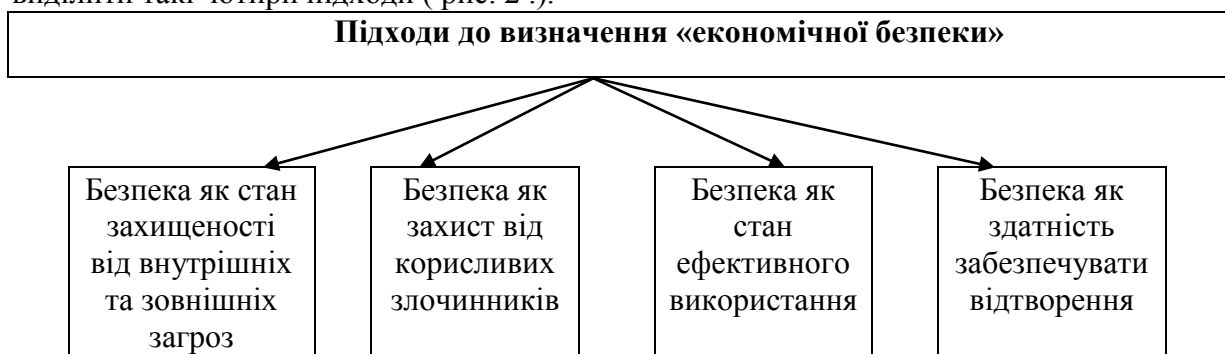 виділити такі чотири підходи ( рис. 2 .).
Підходи до визначення «економічної безпеки»
Безпека як стан
захищеності
від внутрішніх
та зовнішніх
загроз
Безпека як
захист від
корисливих
злочинників
Безпека як
стан
ефективного
використання
Безпека як
здатність
забезпечувати
відтворення